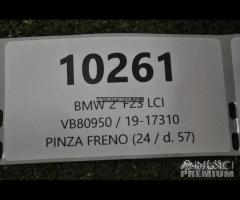 10261
BMW 2^ F23 LCI
VB80950 / 19-17310
PINZA FRENO (24 / d. 57)
PREMIUM